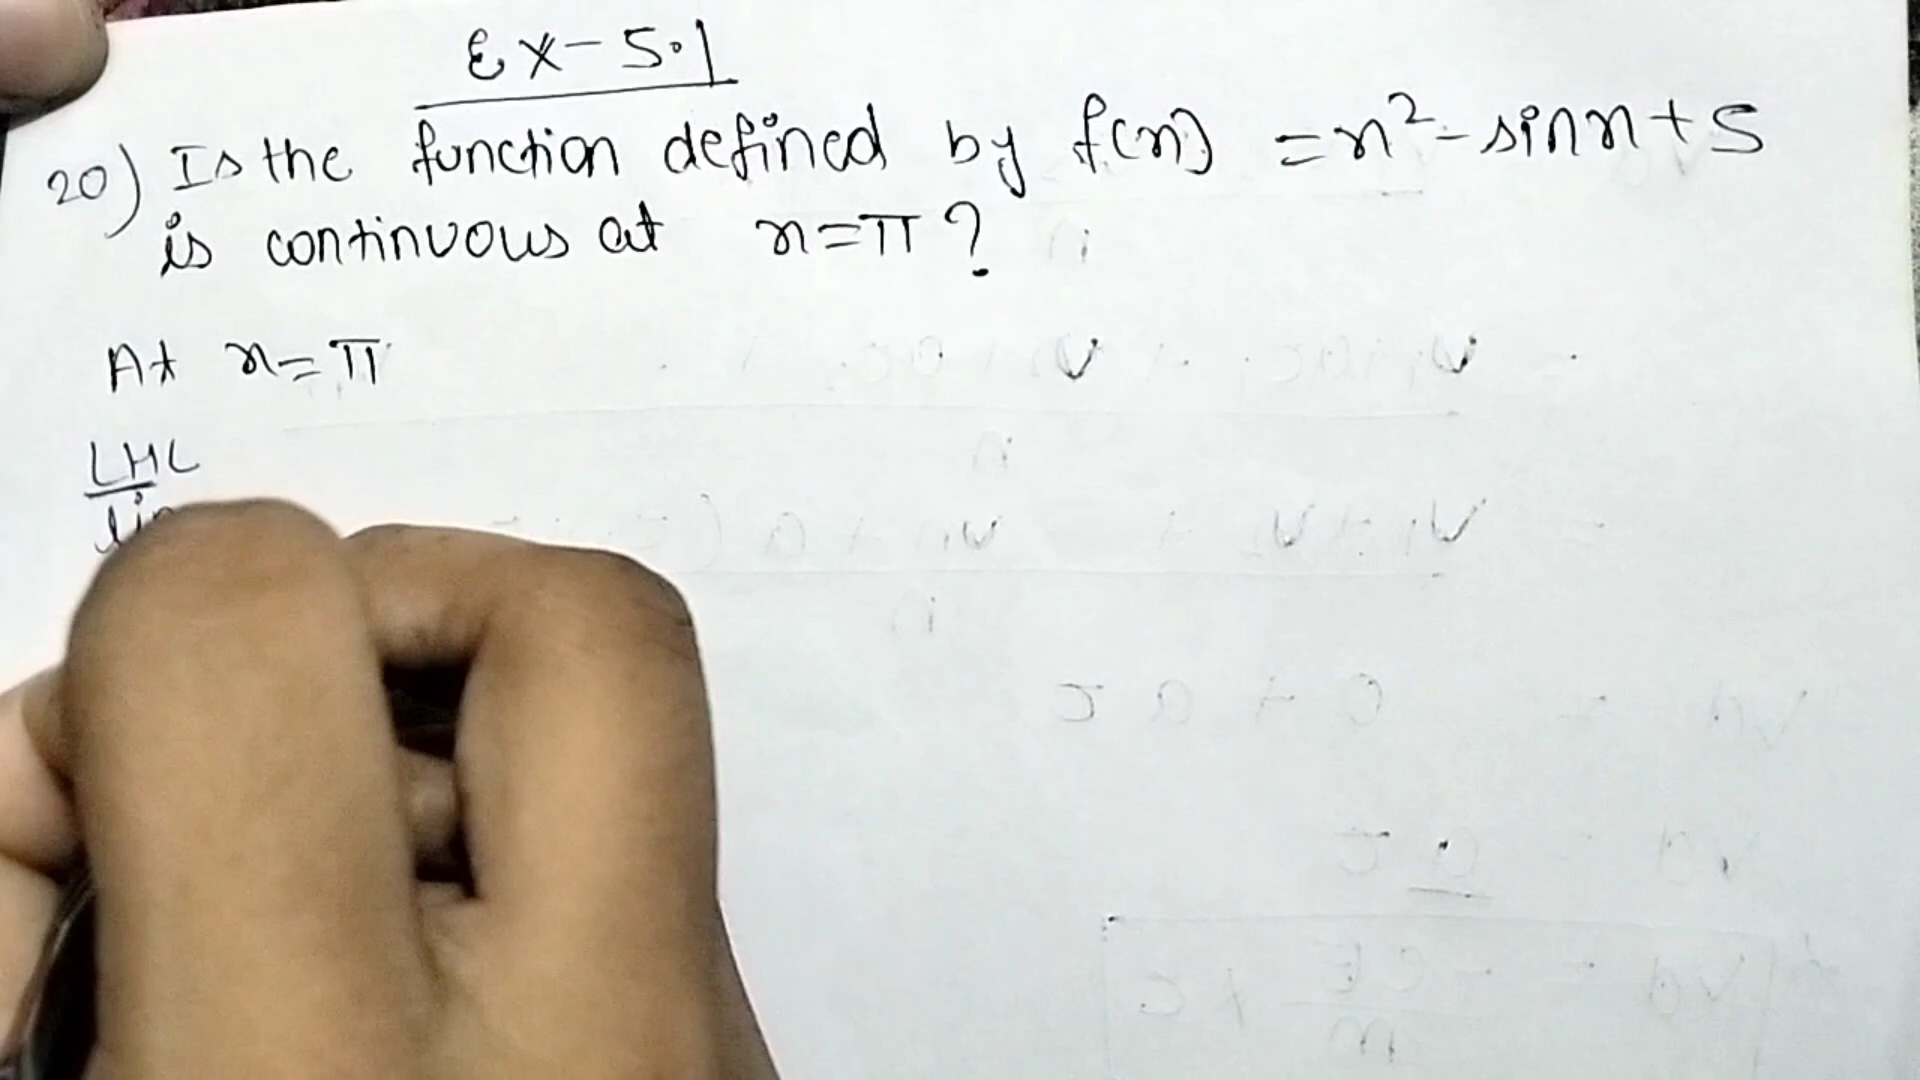 Ex-5.1
20) Is the function defined by f(x) = x² - sinx + 5
is continuous at x = π ?
At x = π
LHL